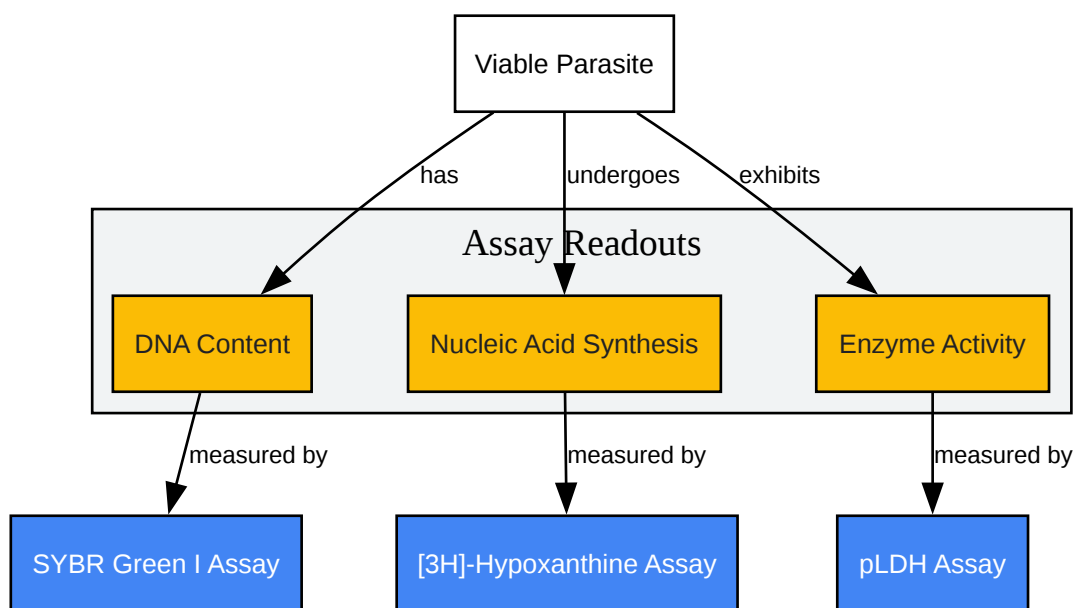 Viable Parasite
has
undergoes
exhibits
Assay Readouts
DNA Content
Nucleic Acid Synthesis
Enzyme Activity
measured by
measured by
measured by
SYBR Green I Assay
[3H]-Hypoxanthine Assay
pLDH Assay